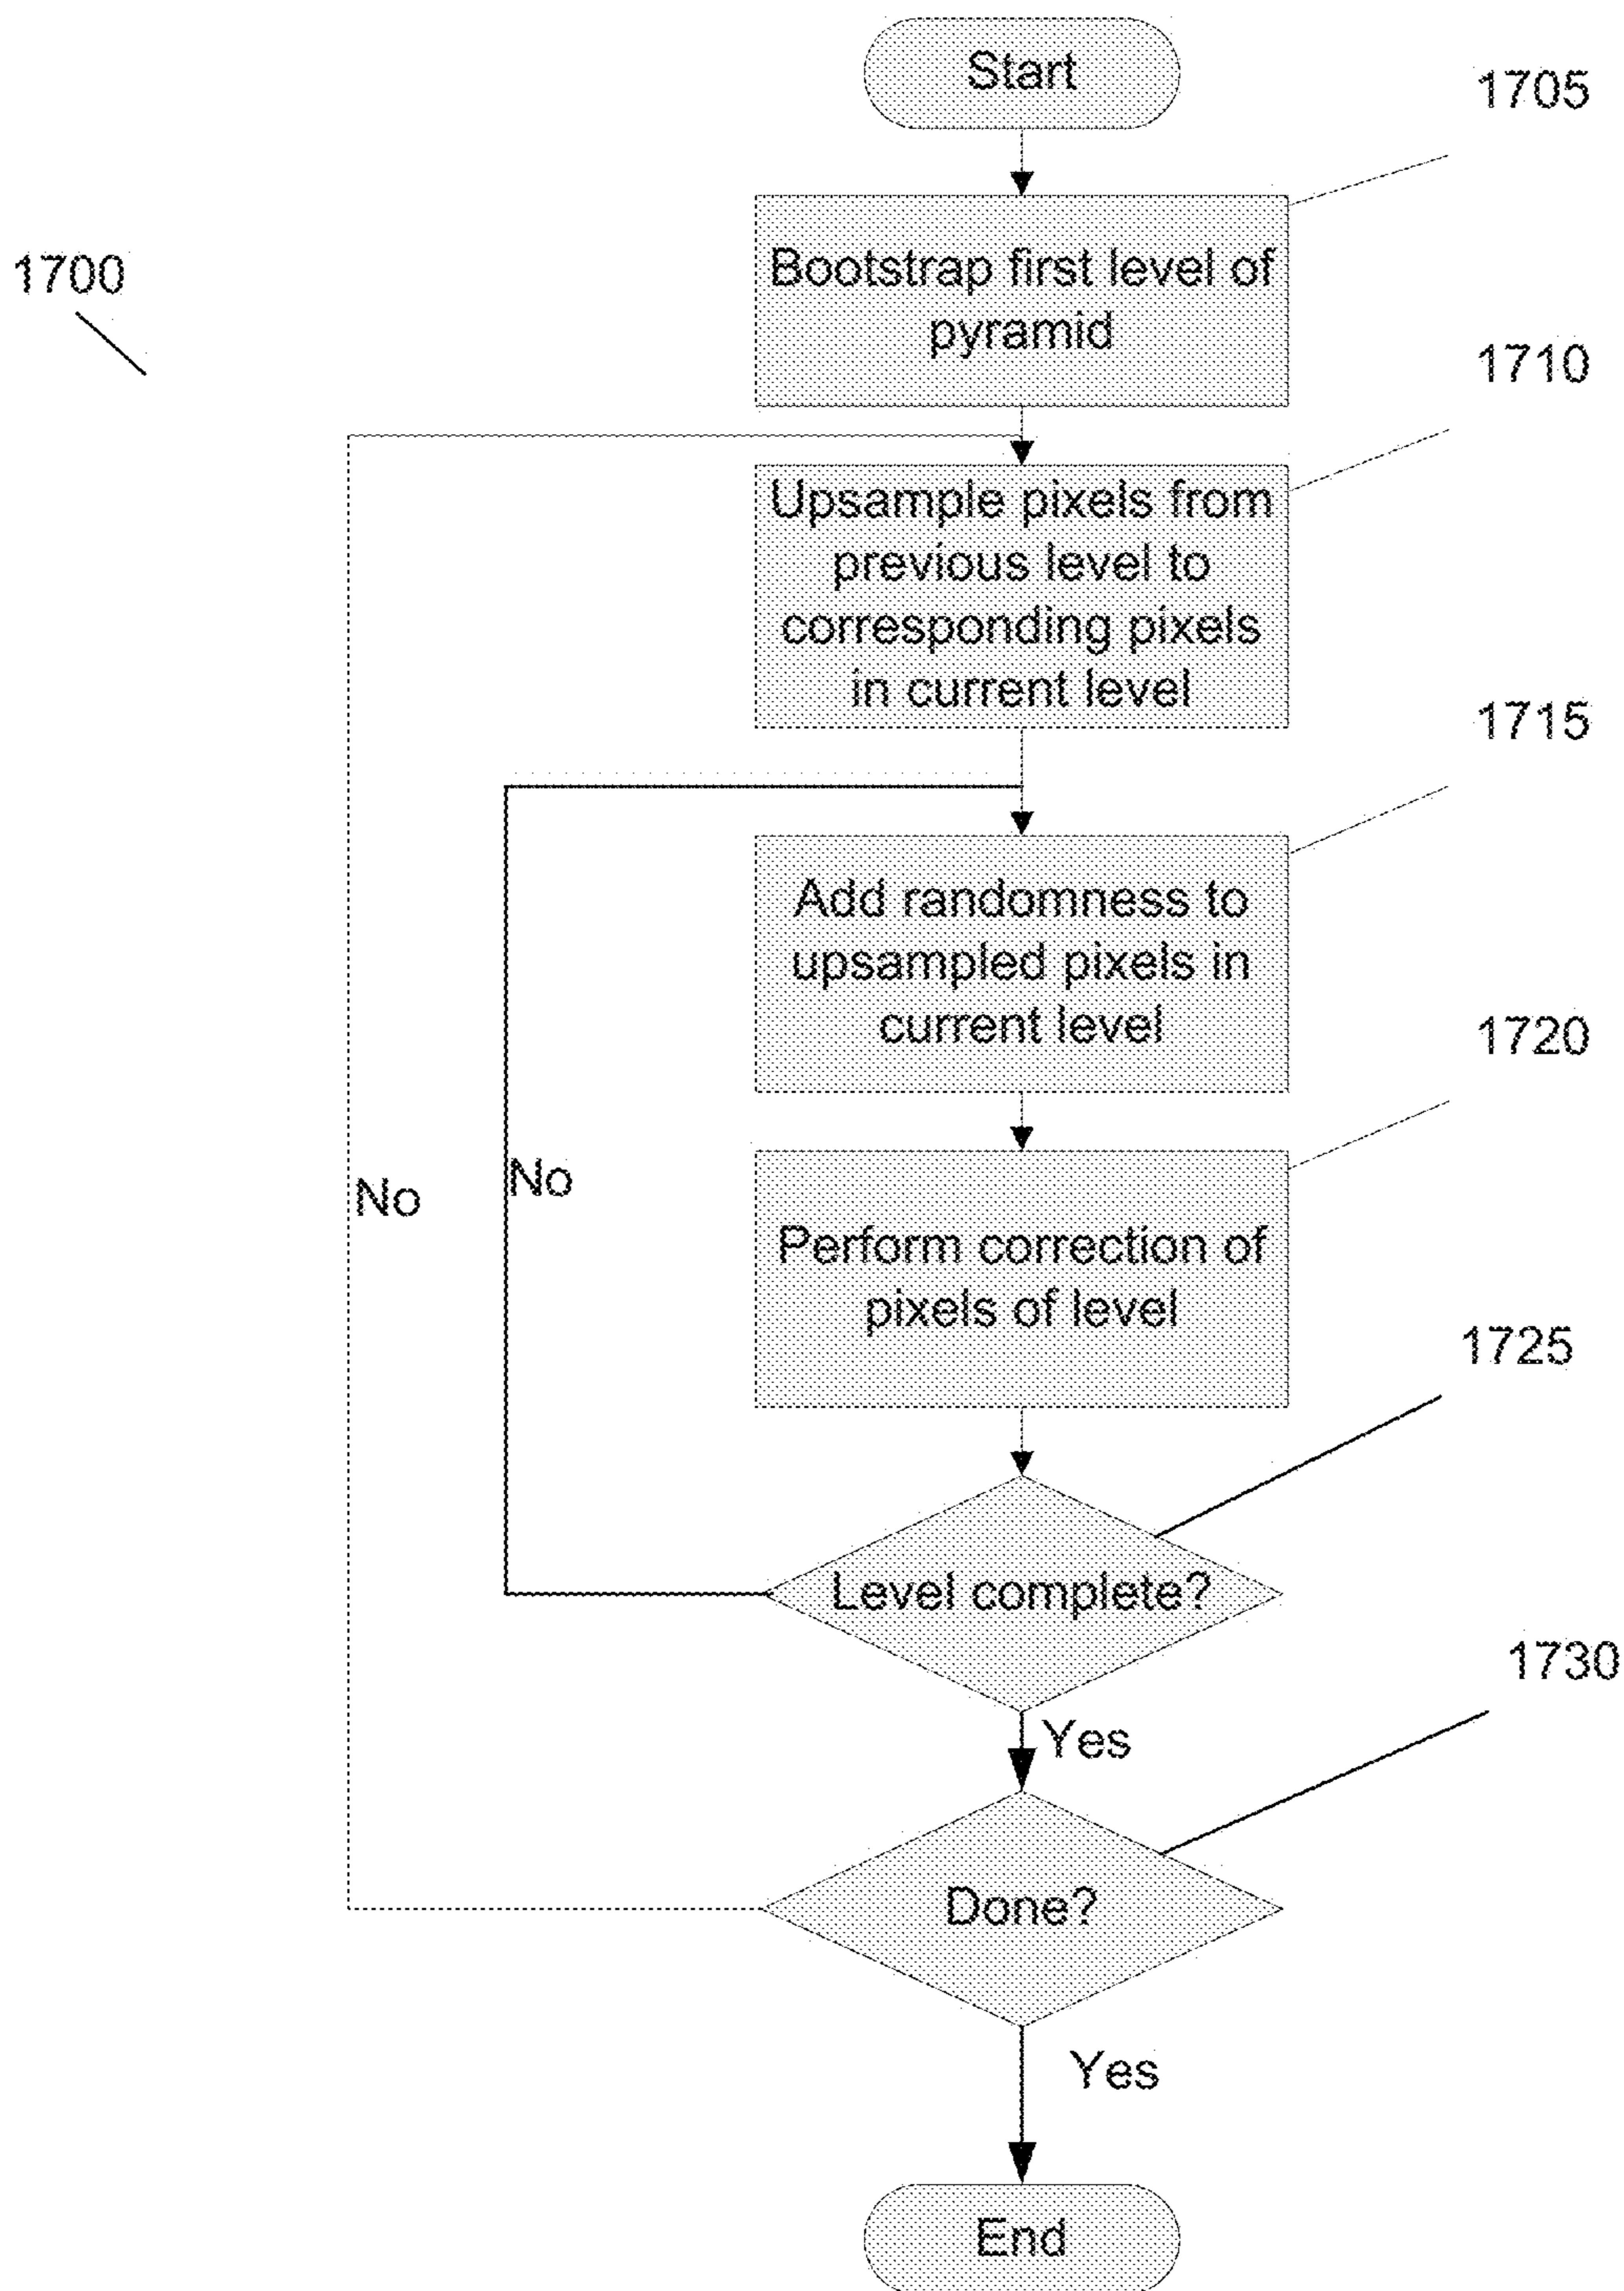 Start
1705
Bootstrap first level of
pyramid
1700
1710
Upsample pixels from
previous level to
corresponding pixels
in current level
1715
Add randomness to
upsampled pixels in
current level
1720
Perform correction of
pixels of level
No
No
1725
Level complete?
Yes
1730
Done?
Yes
End